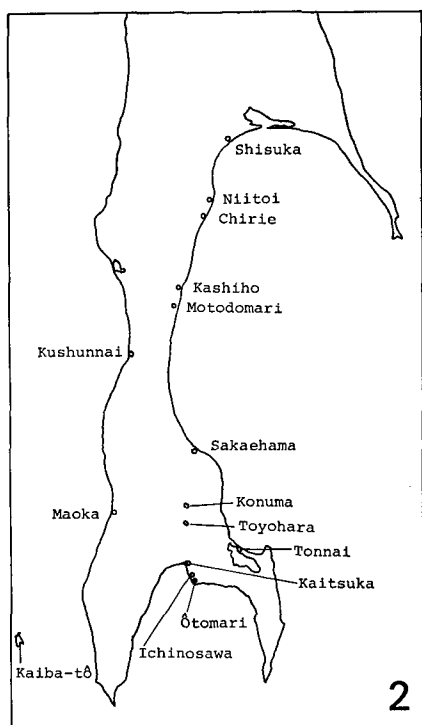 Shisuka
Niitoi
Chirie
Kashiho
Motodomari
Kushunnai
Sakaehama
Konuma
Maoka
Toyohara
Tonnai
Kaitsuka
Ôtomari
Ichinosawa
Kaiba-tô
2